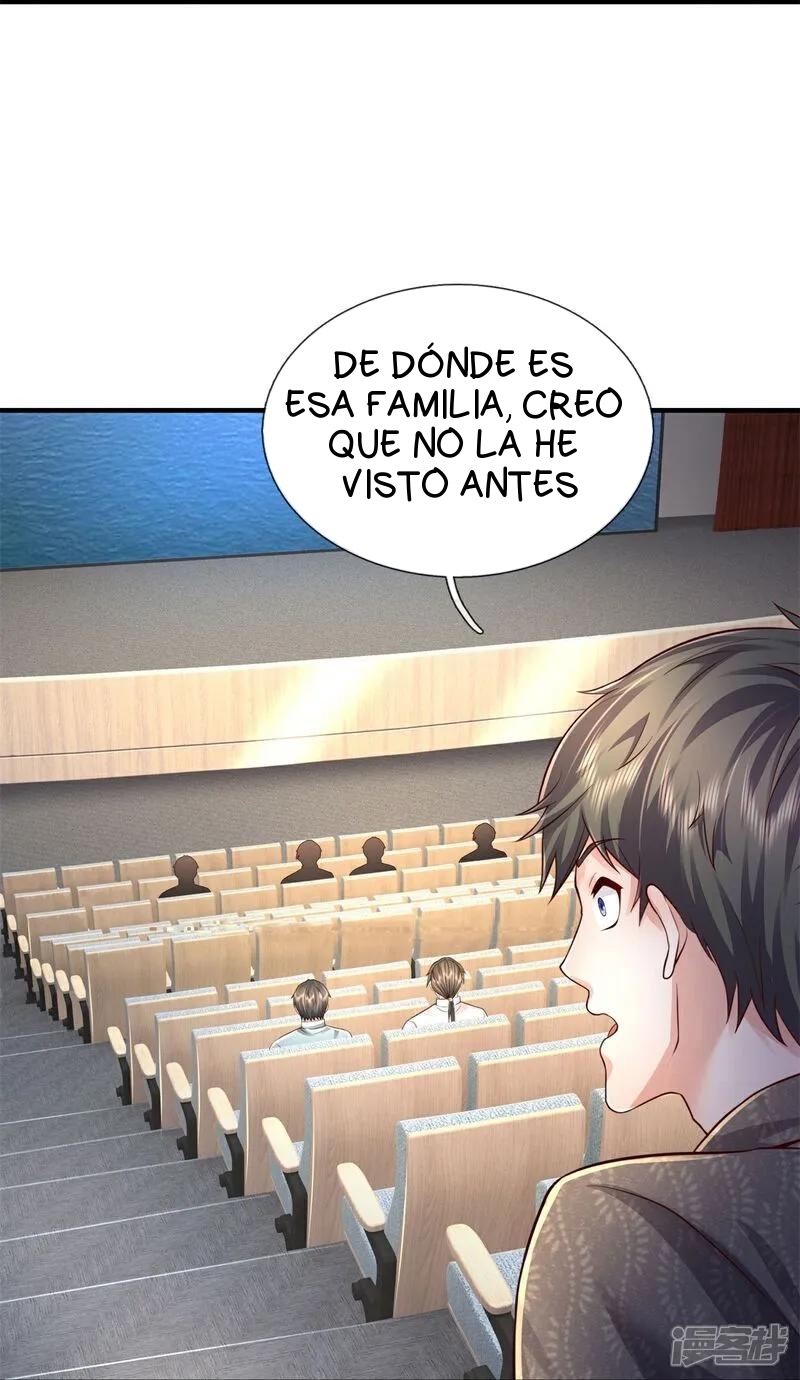 DE DÓNDE ES
ESA FAMILIA, CREO
QUE NO LA HE
VISTO ANTES
漫客栈